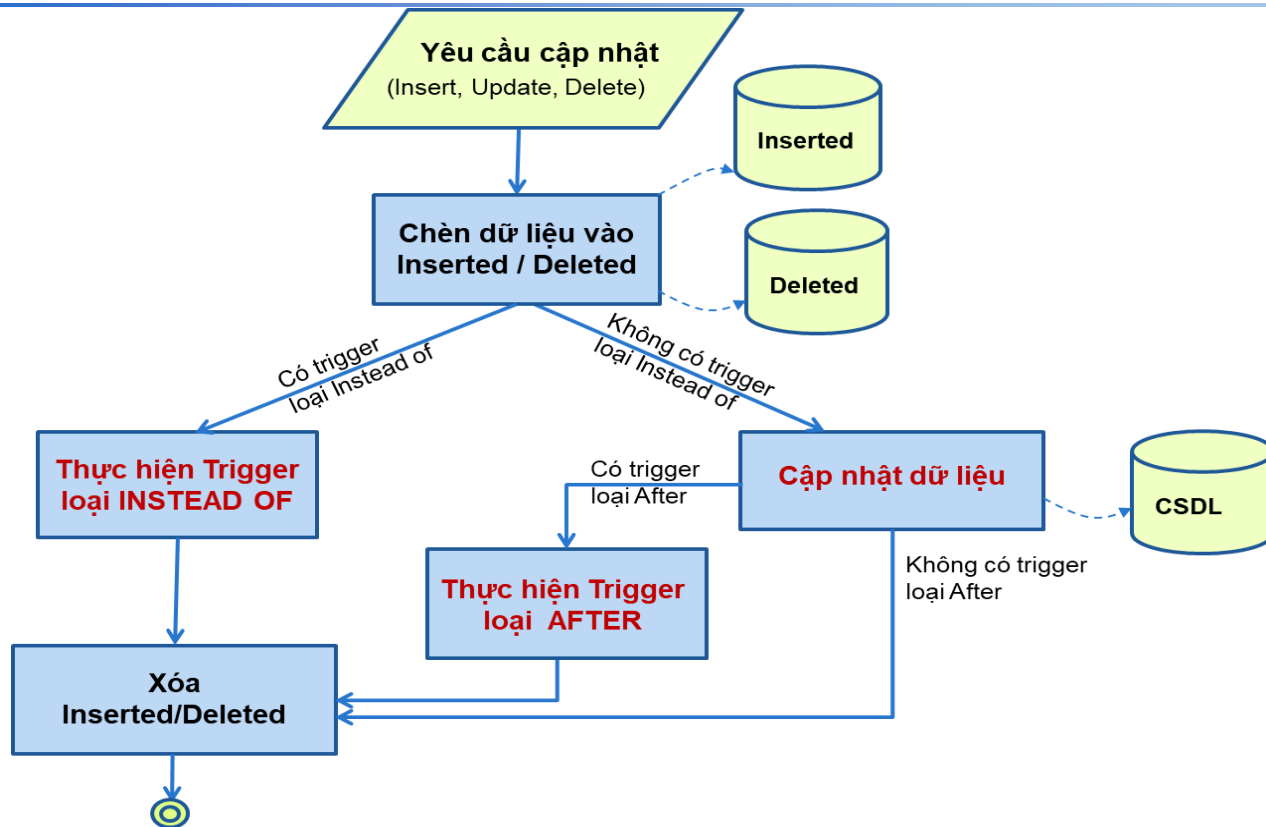 Yêu cầu cập nhật
(Insert, Update, Delete)
Inserted
Chèn dữ liệu vào
Inserted / Deleted
Deleted
Có trigger
loại Instead of
Không có trigger
loại Instead of
Thực hiện Trigger
loại INSTEAD OF
Có trigger
loại After
Cập nhật dữ liệu
CSDL
Không có trigger
loại After
Thực hiện Trigger
loại AFTER
Xóa
Inserted/Deleted